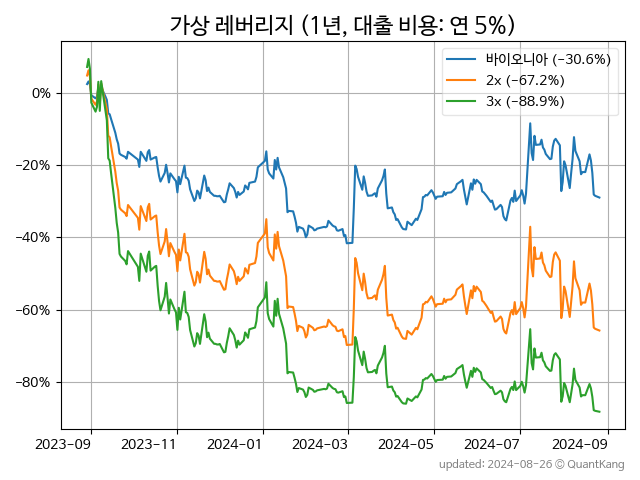 가상 레버리지 (1년, 대출 비용: 연 5%)
바이오니아 (−30.6%)
2x (−67.2%)
3x (−88.9%)
0%
−20%
−40%
−60%
−80%
2023-09 2023-11 2024-01 2024-03 2024-05 2024-07 2024-09
updated: 2024-08-26 © QuantKang